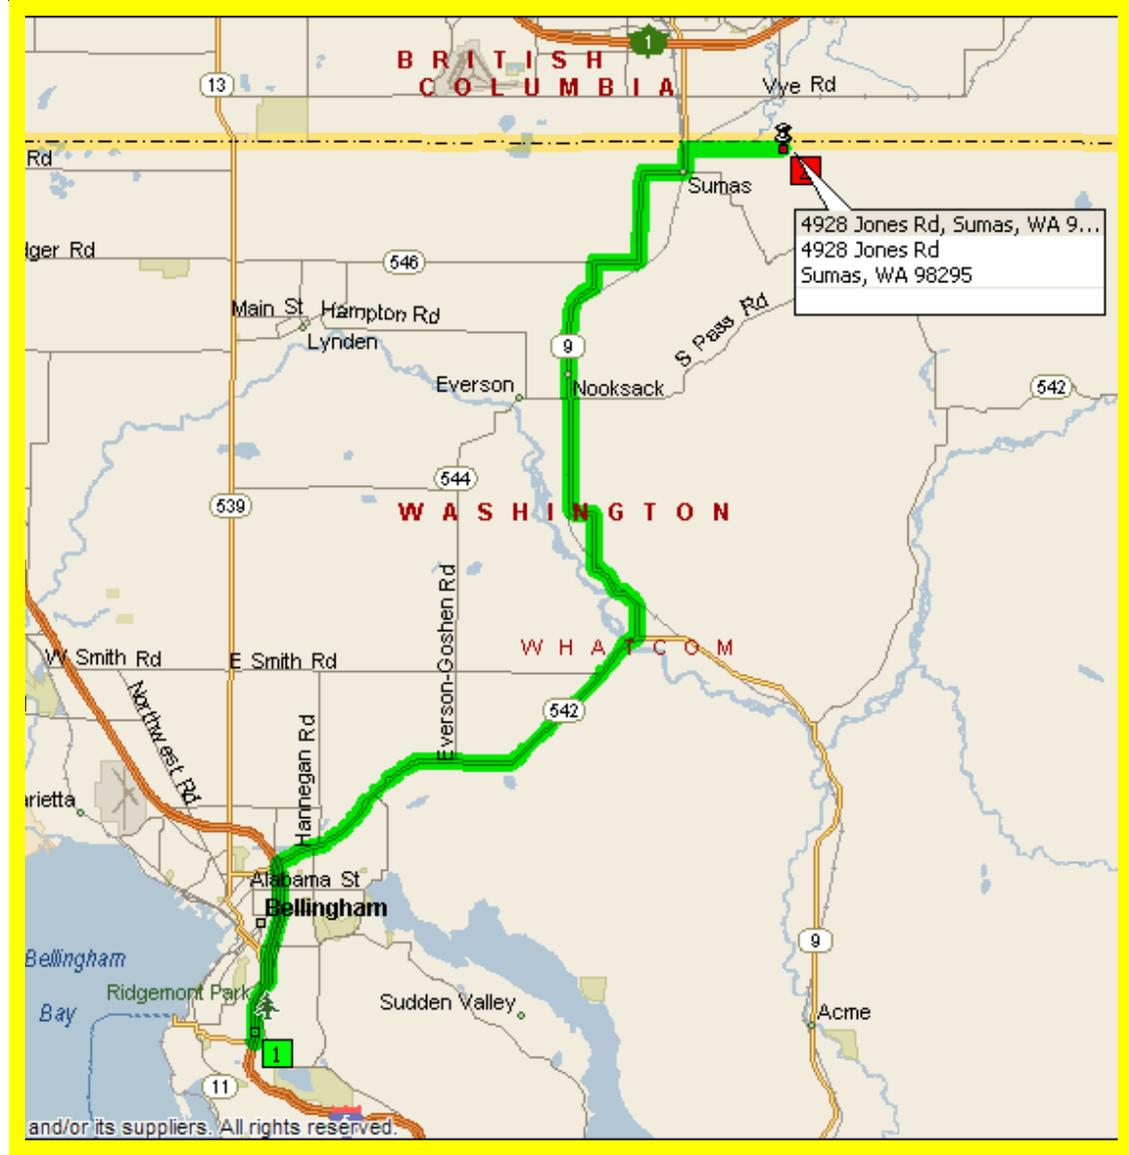 1
BRITISH
COLUMBIA
13
Vye Rd
Rd
Sumas
2
4928 Jones Rd, Sumas, WA 9...
4928 Jones Rd
Sumas, WA 98295
dger Rd
546
Main St
Hampton Rd
Lynden
S Pass Rd
9
Everson
Nooksack
542
544
539
WASHINGTON
Everson-Goshen Rd
WHATCOM
W Smith Rd
E Smith Rd
Northwest Rd
542
Hannegan Rd
arietta
Alabama St
Bellingham
Bellingham
Bay
9
Ridgemont Park
Sudden Valley
Acme
1
11
5
and/or its suppliers. All rights reserved.